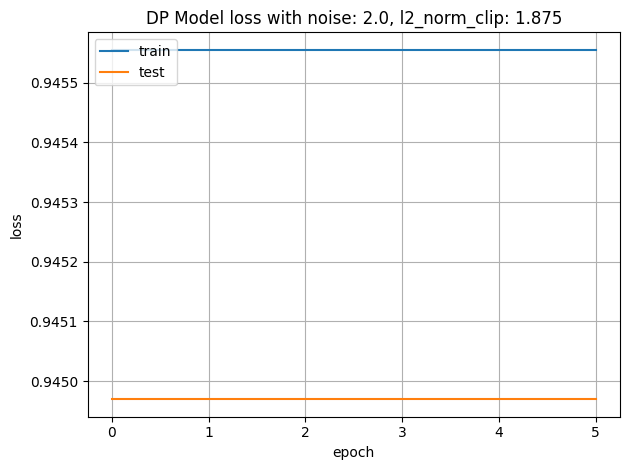 DP Model loss with noise: 2.0, l2_norm_clip: 1.875
train
test
0.9455
0.9454
0.9453
0.9452
0.9451
0.9450
loss
0 1 2 3 4 5
epoch